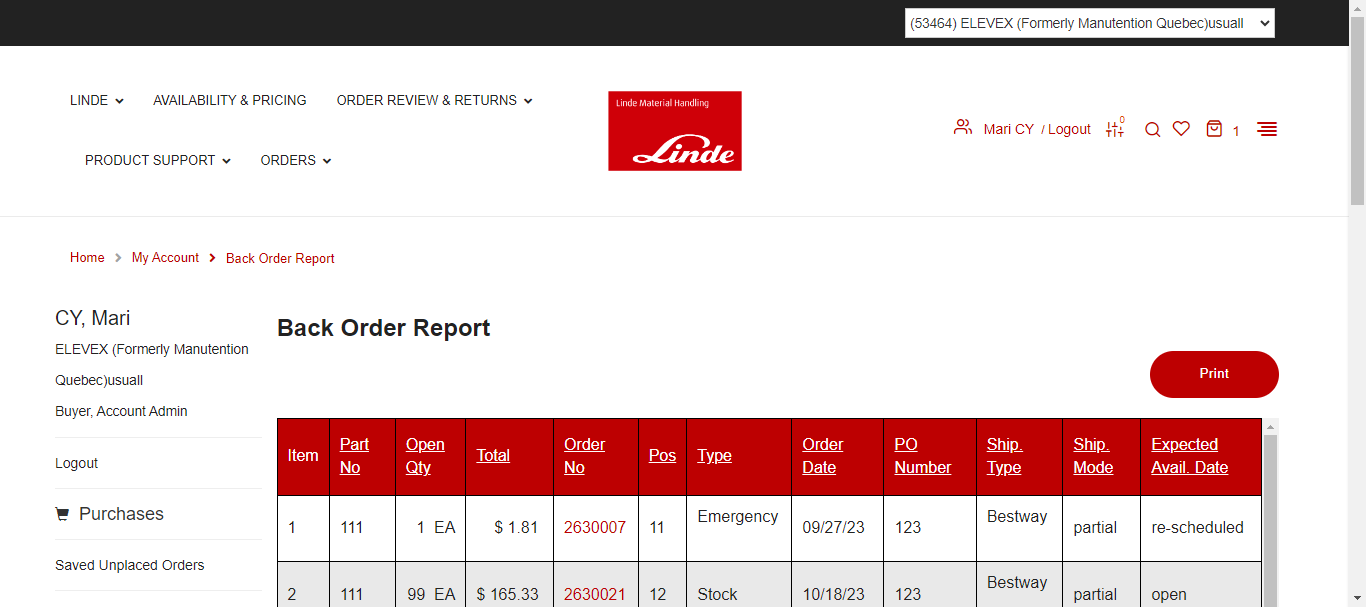 (53464) ELEVEX (Formerly Manutention Quebec)usuall
LINDE
AVAILABILITY & PRICING
ORDER REVIEW & RETURNS
PRODUCT SUPPORT
ORDERS
Linde Material Handling
Linde
Mari CY / Logout
0
1
Home
My Account
Back Order Report
CY, Mari
ELEVEX (Formerly Manutention
Quebec)usuall
Buyer, Account Admin
Logout
Purchases
Saved Unplaced Orders
Back Order Report
Print
Item Part No Open Qty Total Order No Pos Type Order Date PO Number Ship. Type Ship. Mode Expected Avail. Date
1 111 1 EA $ 1.81 2630007 11 Emergency 09/27/23 123 Bestway partial re-scheduled
2 111 99 EA $ 165.33 2630021 12 Stock 10/18/23 123 Bestway partial open